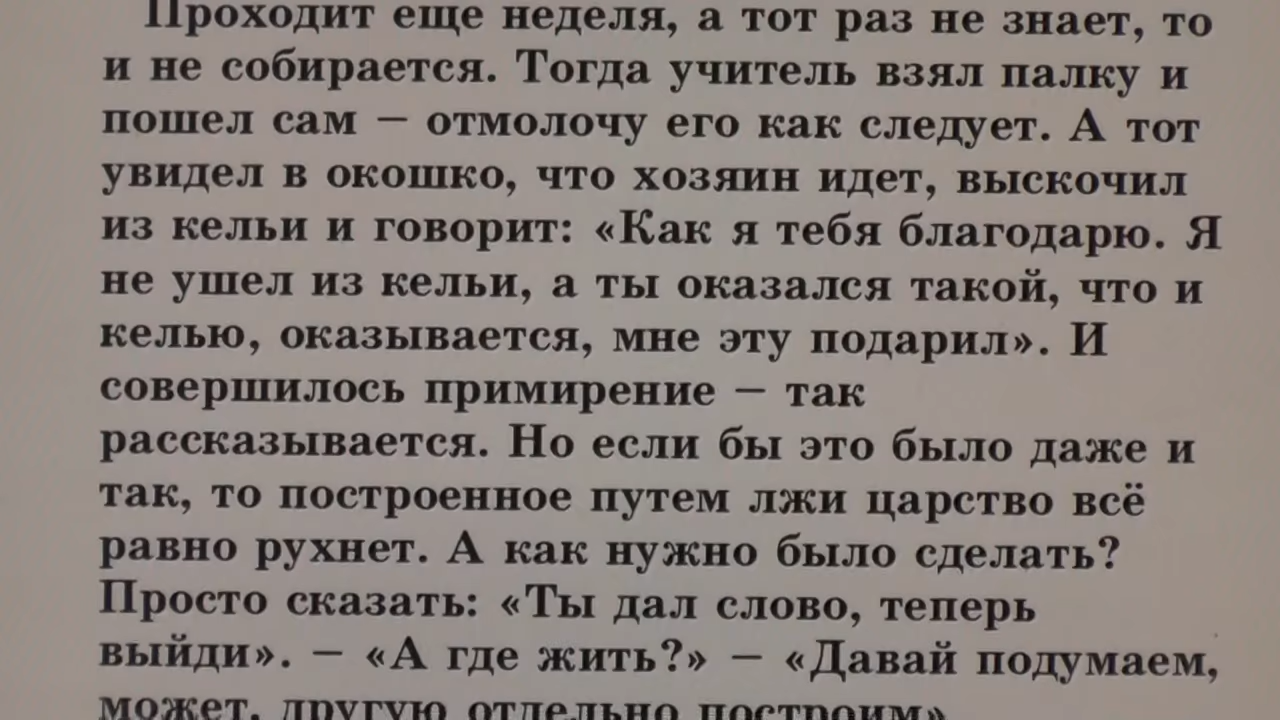 Проходит еще неделя, а тот раз не знает, то
и не собирается. Тогда учитель взял палку и
пошел сам – отмолочу его как следует. А тот
увидел в окошко, что хозяин идет, выскочил
из кельи и говорит: «Как я тебя благодарю. Я
не ушел из кельи, а ты оказался такой, что и
келью, оказывается, мне эту подарил». И
совершилось примирение – так
рассказывается. Но если бы это было даже и
так, то построенное путем лжи царство всё
равно рухнет. А как нужно было сделать?
Просто сказать: «Ты дал слово, теперь
выйди». – «А где жить?» – «Давай подумаем,
может, другую отдельно построим»